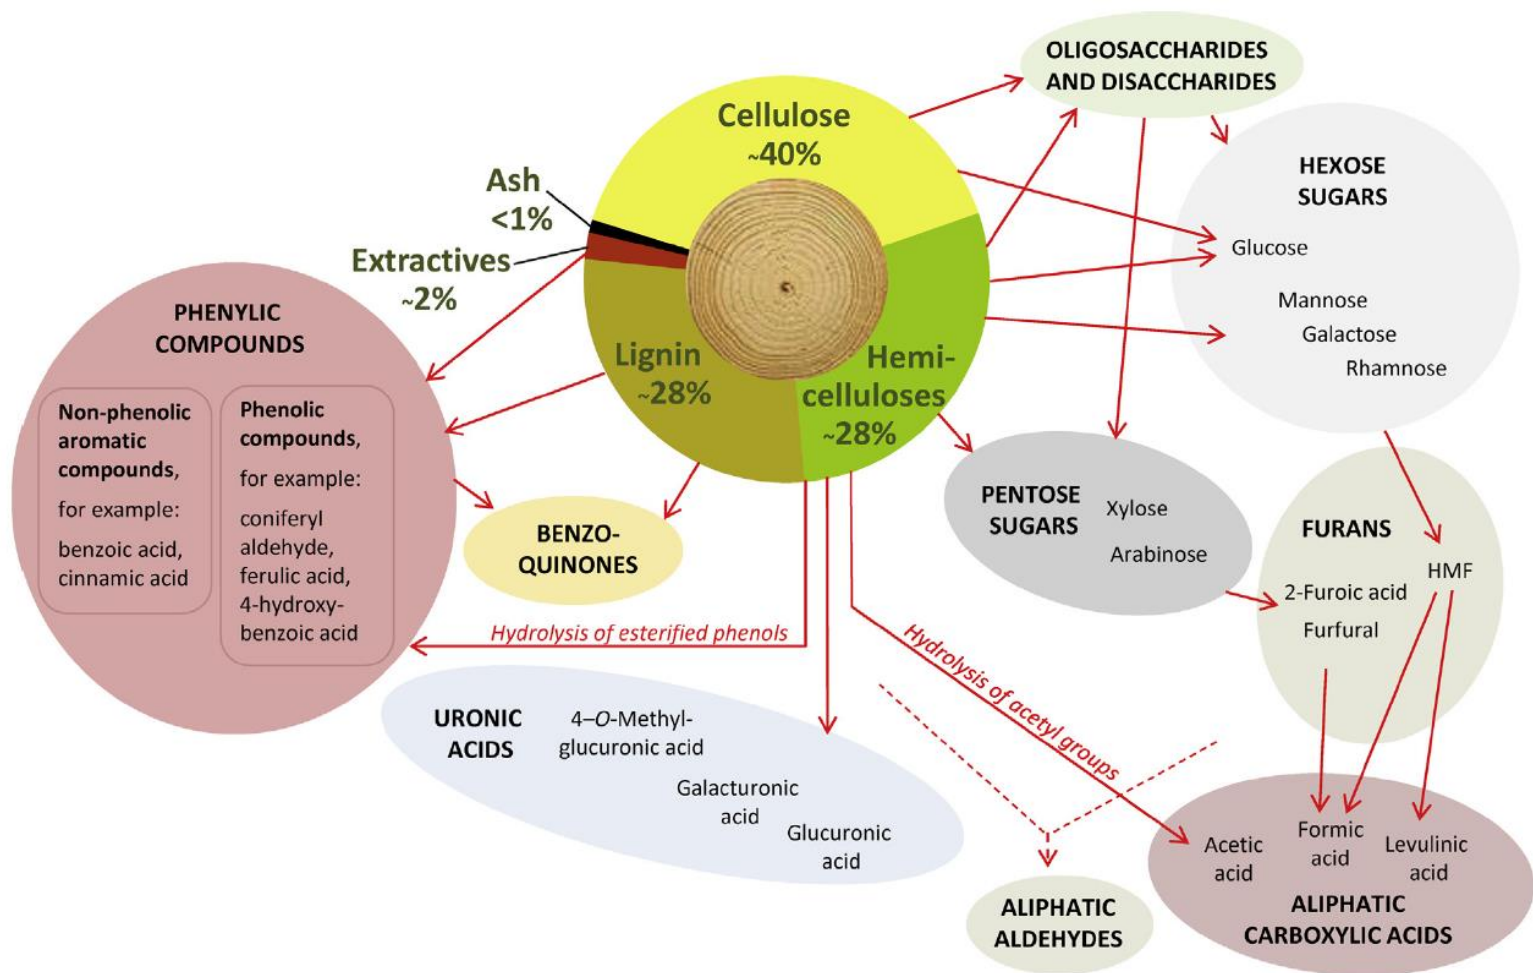 OLIGOSACCHARIDES
AND DISACCHARIDES
Cellulose
~40%
Ash
<1%
Extractives
~2%
Lignin
~28%
Hemi-
celluloses
~28%
HEXOSE
SUGARS
Glucose
Mannose
Galactose
Rhamnose
PHENYLIC
COMPOUNDS
Non-phenolic
aromatic
compounds,
for example:
benzoic acid,
cinnamic acid
Phenolic
compounds,
for example:
coniferyl
aldehyde,
ferulic acid,
4-hydroxy-
benzoic acid
BENZO-
QUINONES
PENTOSE
SUGARS
Xylose
Arabinose
FURANS
HMF
2-Furoic acid
Furfural
Hydrolysis of esterified phenols
Hydrolysis of acetyl groups
URONIC
ACIDS
4–O-Methyl-
glucuronic acid
Galacturonic
acid
Glucuronic
acid
ALIPHATIC
ALDEHYDES
Acetic
acid
Formic
acid
Levulinic
acid
ALIPHATIC
CARBOXYLIC ACIDS